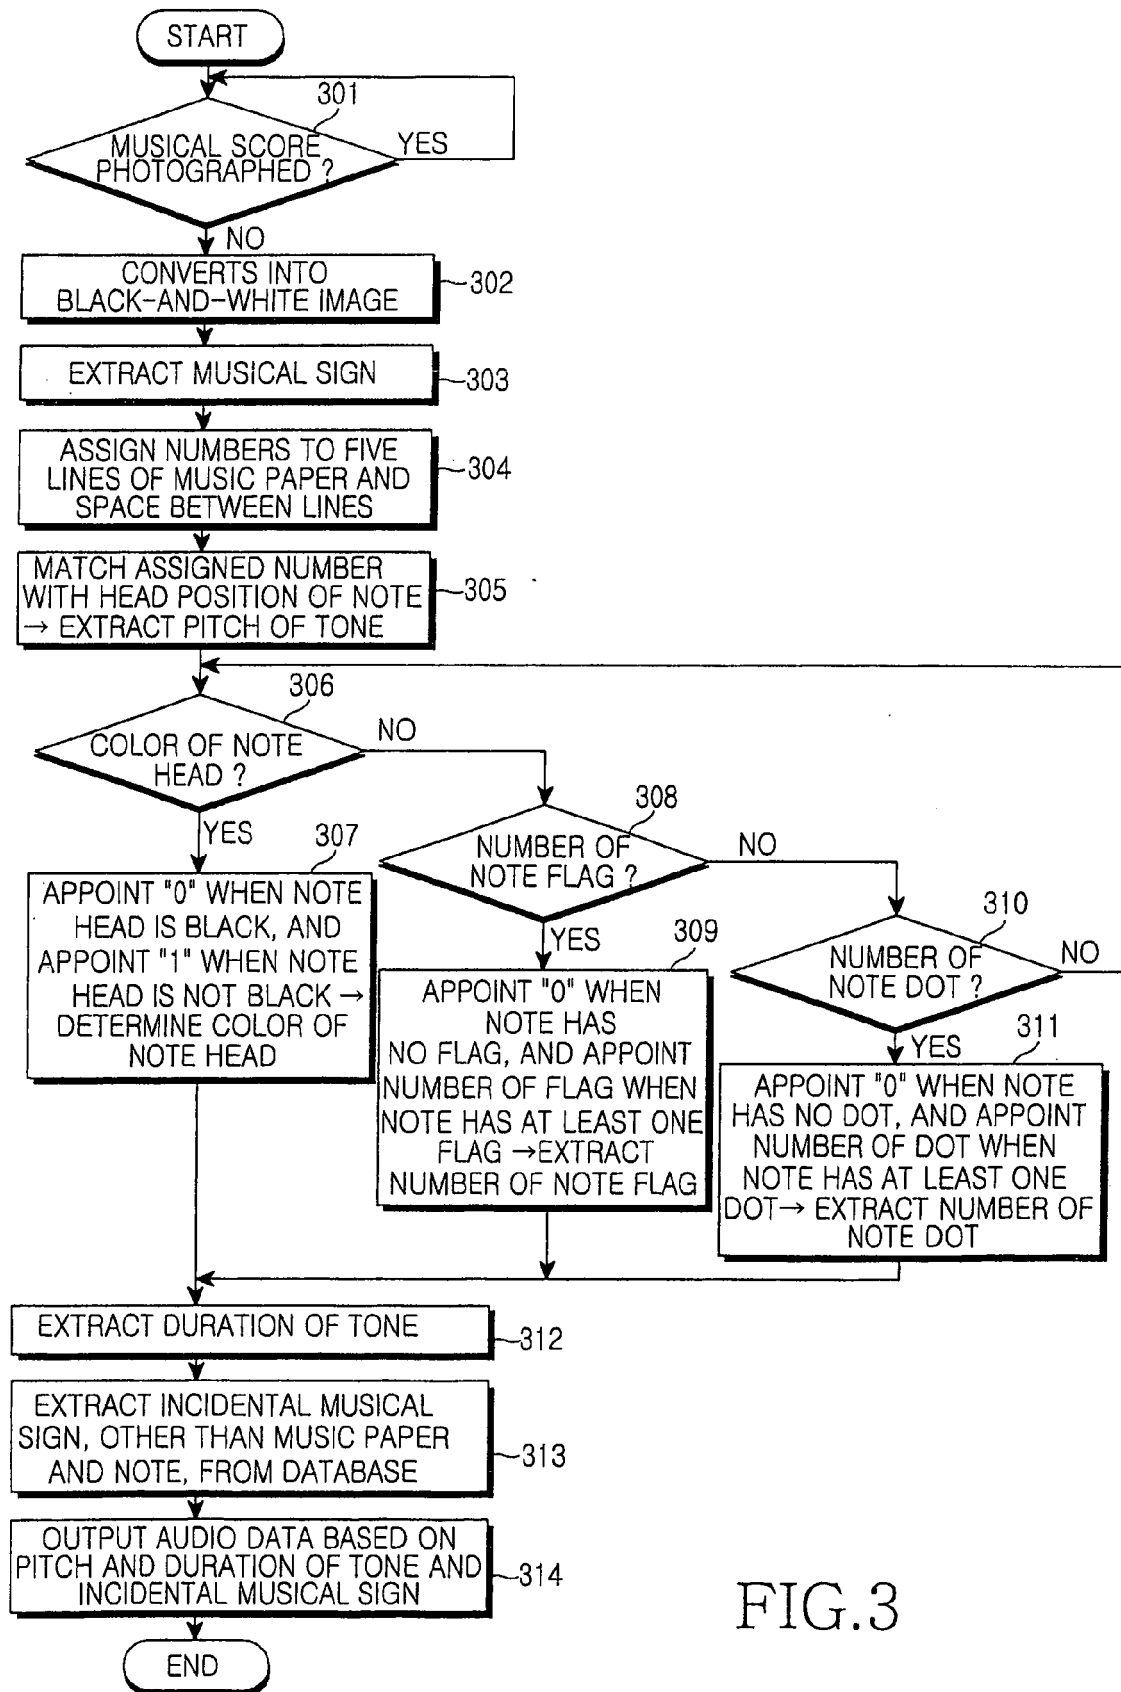 START
301
MUSICAL SCORE
PHOTOGRAPHED ?
YES
NO
CONVERTS INTO
BLACK-AND-WHITE IMAGE
302
EXTRACT MUSICAL SIGN
303
ASSIGN NUMBERS TO FIVE
LINES OF MUSIC PAPER AND
SPACE BETWEEN LINES
304
MATCH ASSIGNED NUMBER
WITH HEAD POSITION OF NOTE
→ EXTRACT PITCH OF TONE
305
306
COLOR OF NOTE
HEAD ?
NO
YES
307
APPOINT "0" WHEN NOTE
HEAD IS BLACK, AND
APPOINT "1" WHEN NOTE
HEAD IS NOT BLACK →
DETERMINE COLOR OF
NOTE HEAD
308
NUMBER OF
NOTE FLAG ?
NO
YES
309
APPOINT "0" WHEN
NOTE HAS
NO FLAG, AND APPOINT
NUMBER OF FLAG WHEN
NOTE HAS AT LEAST ONE
FLAG →EXTRACT
NUMBER OF NOTE FLAG
310
NUMBER OF
NOTE DOT ?
NO
YES
311
APPOINT "0" WHEN NOTE
HAS NO DOT, AND APPOINT
NUMBER OF DOT WHEN
NOTE HAS AT LEAST ONE
DOT→ EXTRACT NUMBER OF
NOTE DOT
EXTRACT DURATION OF TONE
312
EXTRACT INCIDENTAL MUSICAL
SIGN, OTHER THAN MUSIC PAPER
AND NOTE, FROM DATABASE
313
OUTPUT AUDIO DATA BASED ON
PITCH AND DURATION OF TONE AND
INCIDENTAL MUSICAL SIGN
314
END
FIG.3